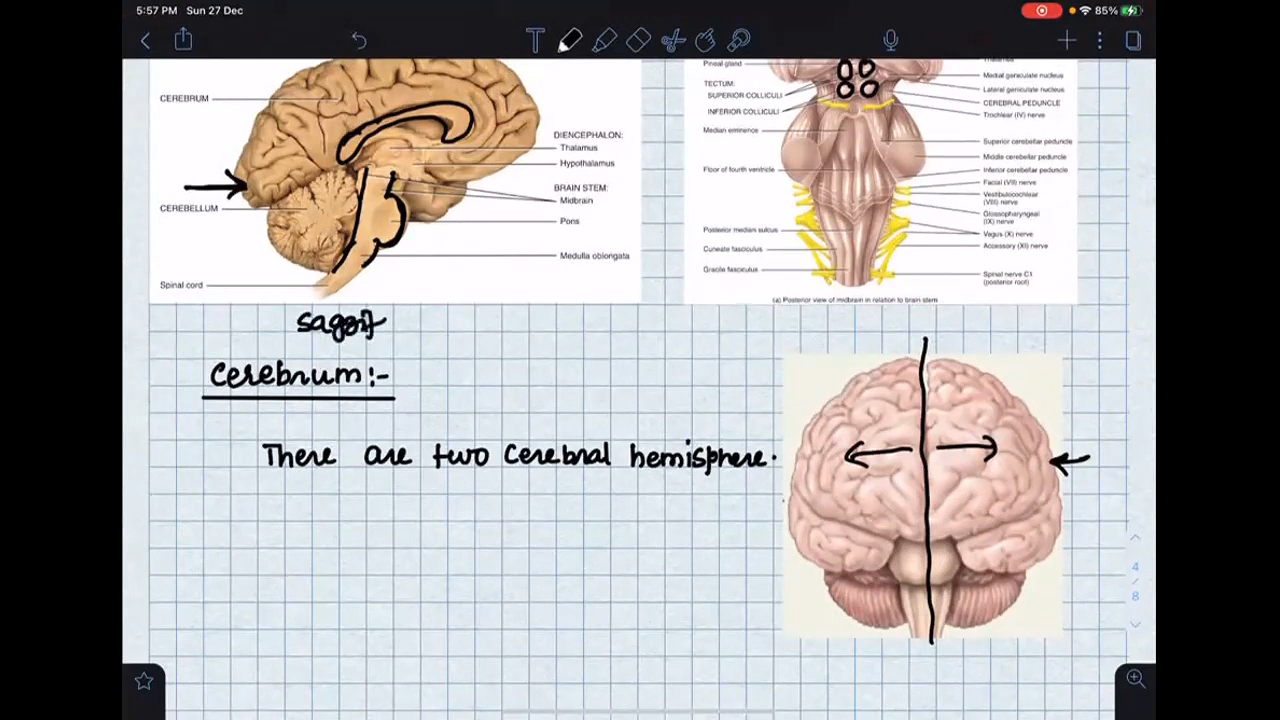 5:57 PM Sun 27 Dec
85%
CEREBRUM
CEREBELLUM
Spinal cord
DIENCEPHALON:
Thalamus
Hypothalamus
BRAIN STEM:
Midbrain
Pons
Medulla oblongata
Pineal gland
TECTUM:
SUPERIOR COLLICULI
INFERIOR COLLICULI
Median eminence
Floor of fourth ventricle
Posterior median sulcus
Cuneate fasciculus
Gracile fasciculus
Medial geniculate nucleus
Lateral geniculate nucleus
CEREBRAL PEDUNCLE
Trochlear (IV) nerve
Superior cerebellar peduncle
Middle cerebellar peduncle
Inferior cerebellar peduncle
Facial (VII) nerve
Vestibulocochlear
(VIII) nerve
Glossopharyngeal
(IX) nerve
Vagus (X) nerve
Accessory (XI) nerve
Spinal nerve C1
(posterior root)
(a) Posterior view of midbrain in relation to brain stem
Cerebrum :-
There are two Cerebral hemisphere.
4
/
8